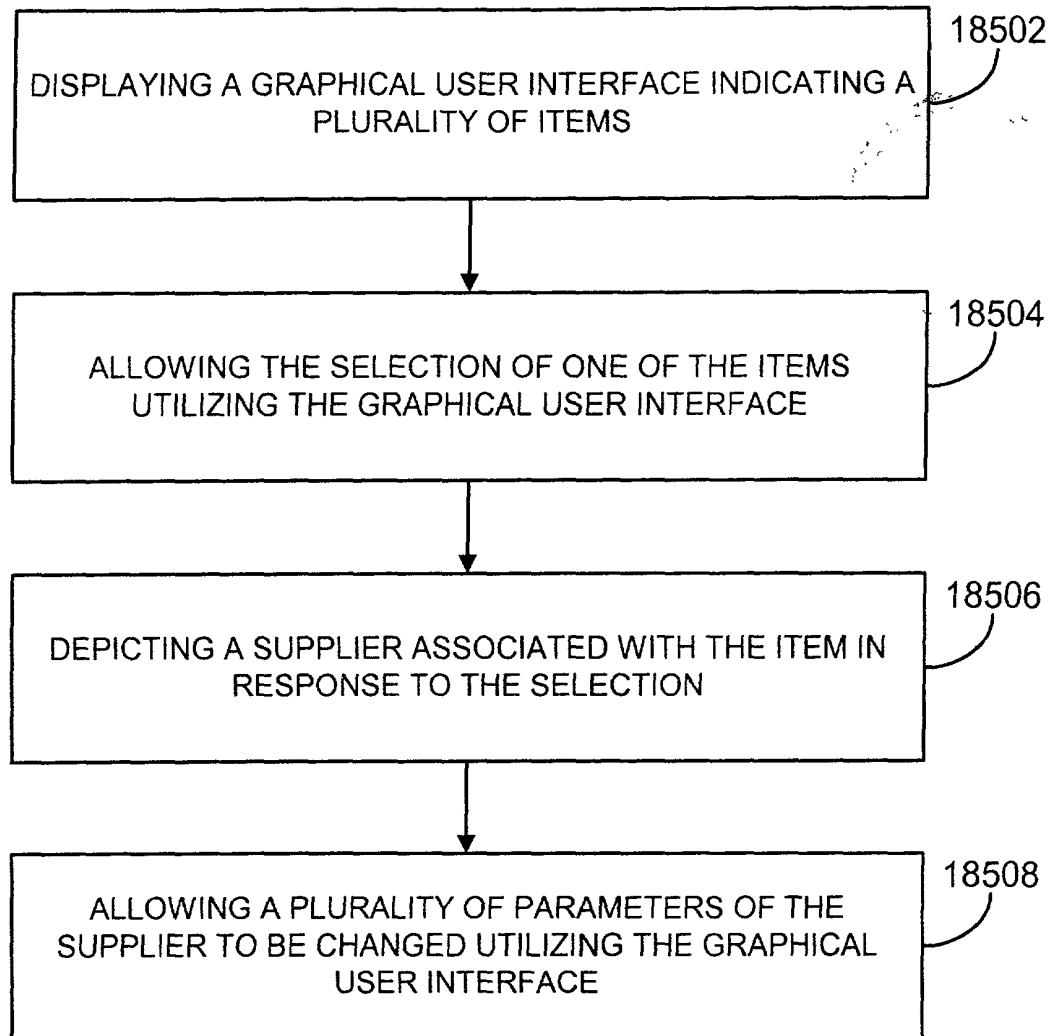 18502
DISPLAYING A GRAPHICAL USER INTERFACE INDICATING A
PLURALITY OF ITEMS
18504
ALLOWING THE SELECTION OF ONE OF THE ITEMS
UTILIZING THE GRAPHICAL USER INTERFACE
18506
DEPICTING A SUPPLIER ASSOCIATED WITH THE ITEM IN
RESPONSE TO THE SELECTION
18508
ALLOWING A PLURALITY OF PARAMETERS OF THE
SUPPLIER TO BE CHANGED UTILIZING THE GRAPHICAL
USER INTERFACE